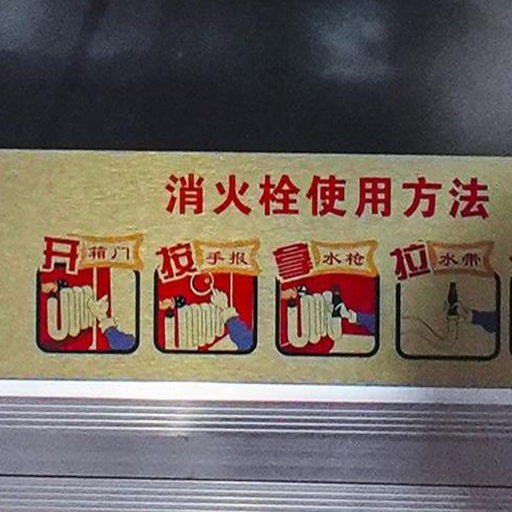 消火栓使用方法
开箱门
按手报
拿水枪
拉水带